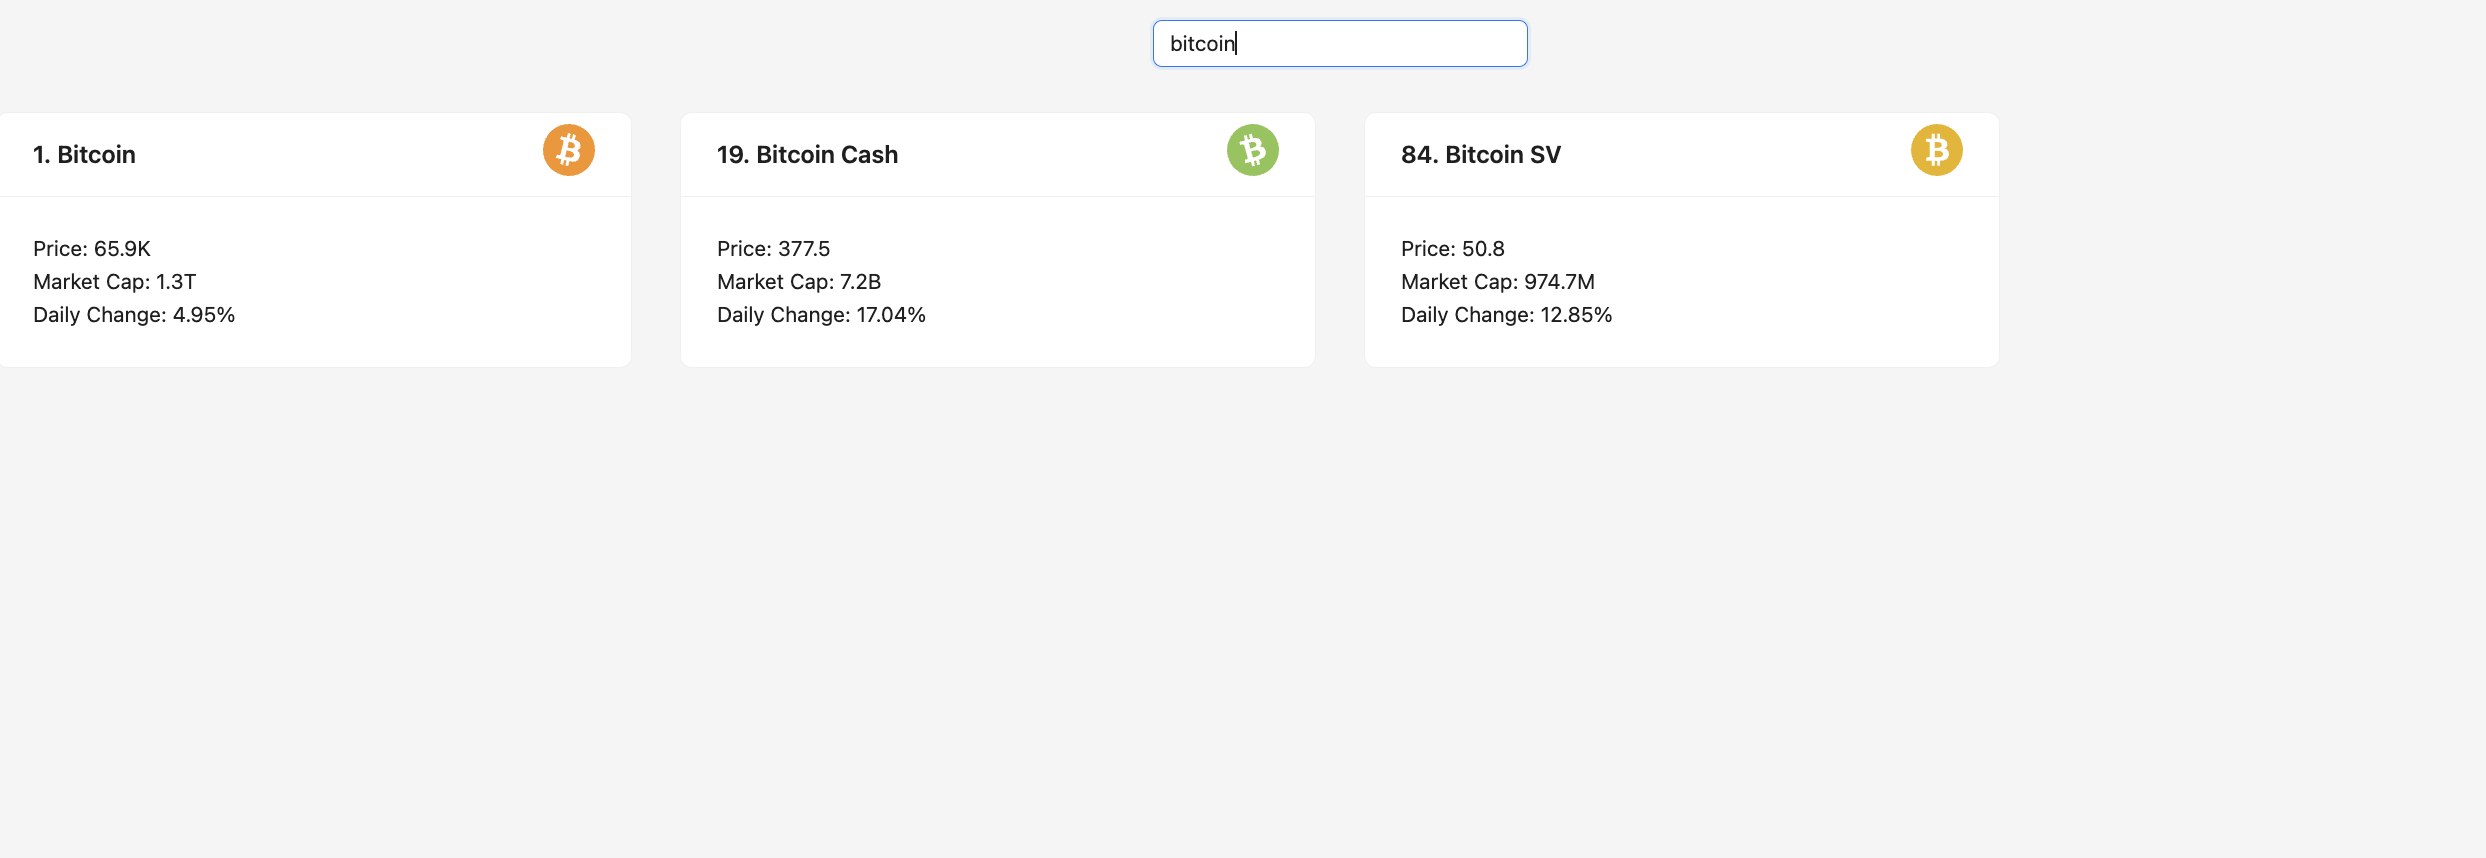 bitcoin
1. Bitcoin
Price: 65.9K
Market Cap: 1.3T
Daily Change: 4.95%
19. Bitcoin Cash
Price: 377.5
Market Cap: 7.2B
Daily Change: 17.04%
84. Bitcoin SV
Price: 50.8
Market Cap: 974.7M
Daily Change: 12.85%